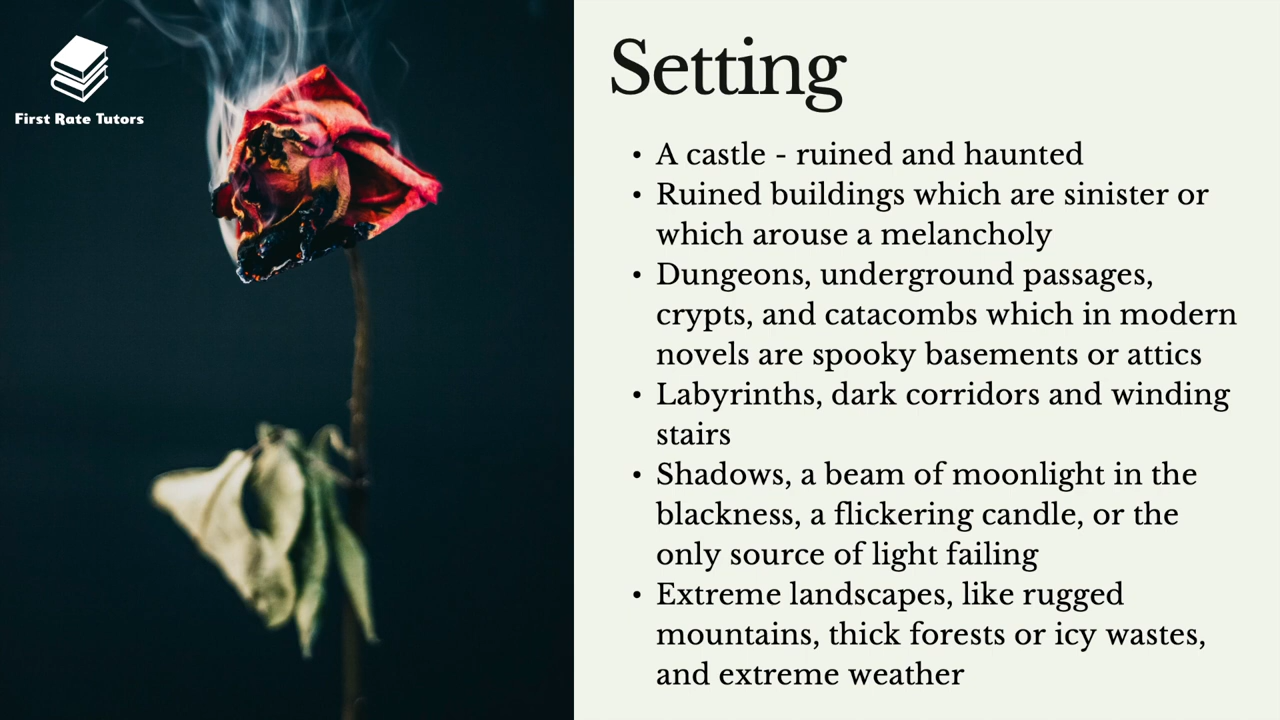 First Rate Tutors
Setting
• A castle - ruined and haunted
• Ruined buildings which are sinister or
which arouse a melancholy
• Dungeons, underground passages,
crypts, and catacombs which in modern
novels are spooky basements or attics
• Labyrinths, dark corridors and winding
stairs
• Shadows, a beam of moonlight in the
blackness, a flickering candle, or the
only source of light failing
• Extreme landscapes, like rugged
mountains, thick forests or icy wastes,
and extreme weather